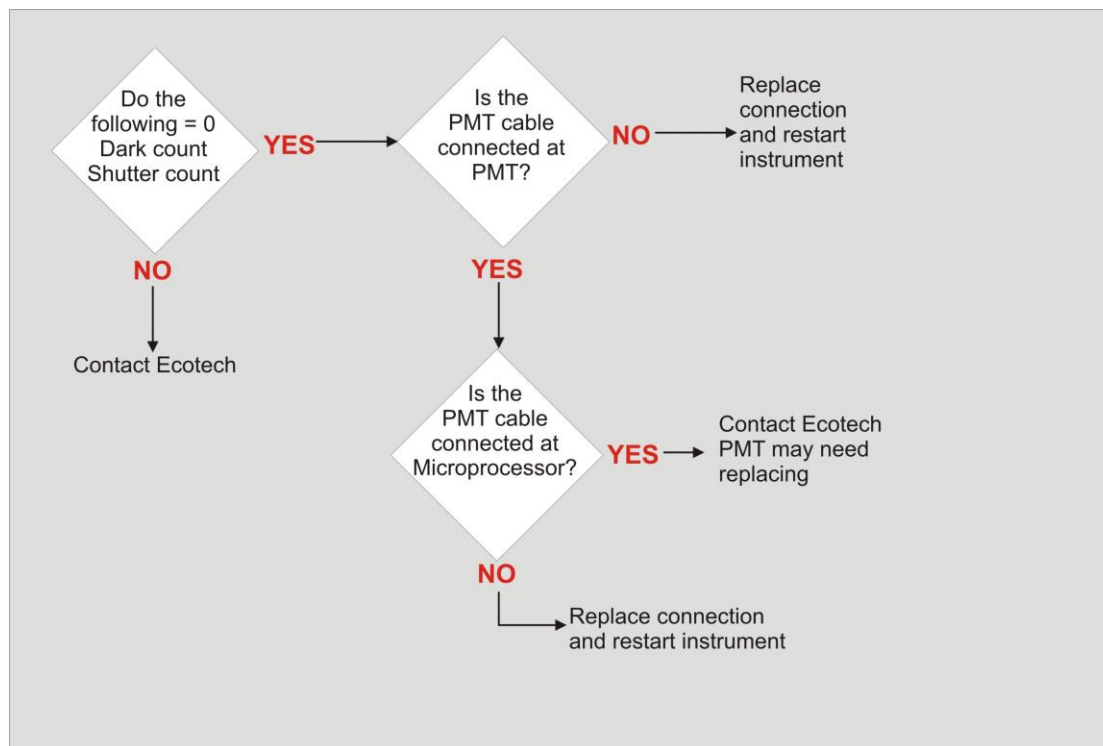 Do the
following = 0
Dark count
Shutter count
YES
Is the
PMT cable
connected at
PMT?
NO
Replace
connection
and restart
instrument
NO
Contact Ecotech
YES
Is the
PMT cable
connected at
Microprocessor?
YES
Contact Ecotech
PMT may need
replacing
NO
Replace connection
and restart instrument